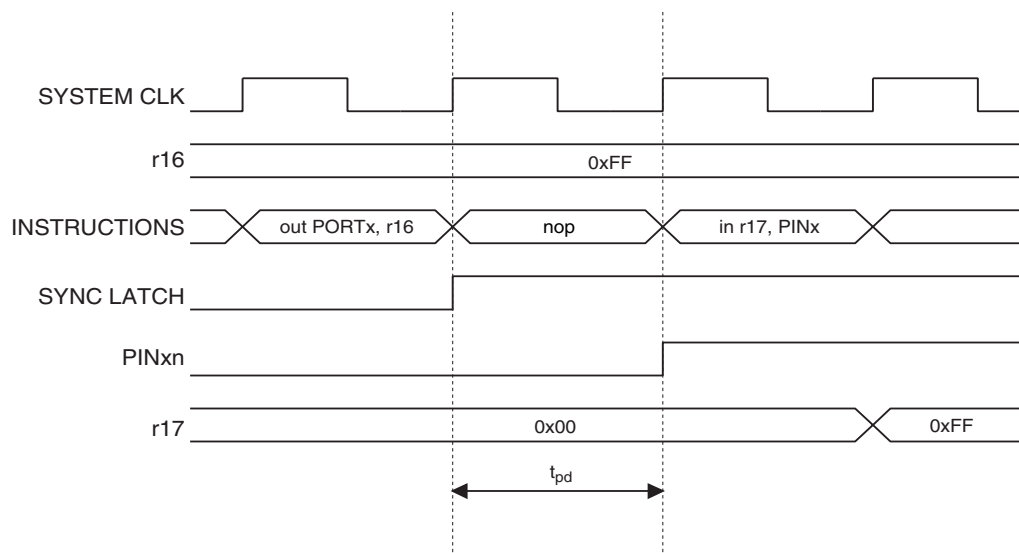 SYSTEM CLK
r16
0xFF
INSTRUCTIONS
out PORTx, r16
nop
in r17, PINx
SYNC LATCH
PINxn
r17
0x00
0xFF
tpd